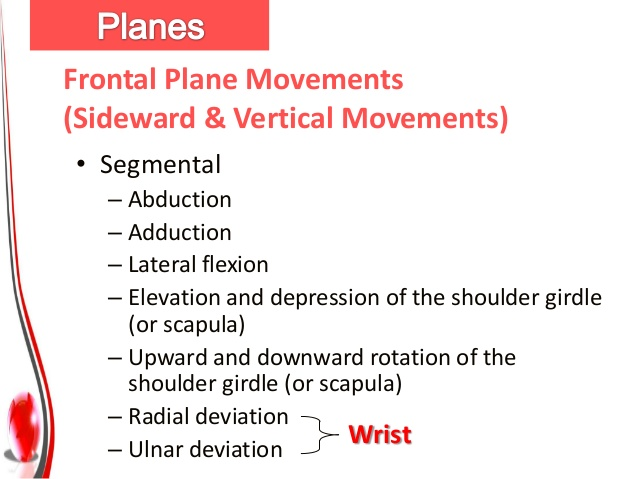 Planes
Frontal Plane Movements
(Sideward & Vertical Movements)
• Segmental
– Abduction
– Adduction
– Lateral flexion
– Elevation and depression of the shoulder girdle
(or scapula)
– Upward and downward rotation of the
shoulder girdle (or scapula)
– Radial deviation
– Ulnar deviation
Wrist